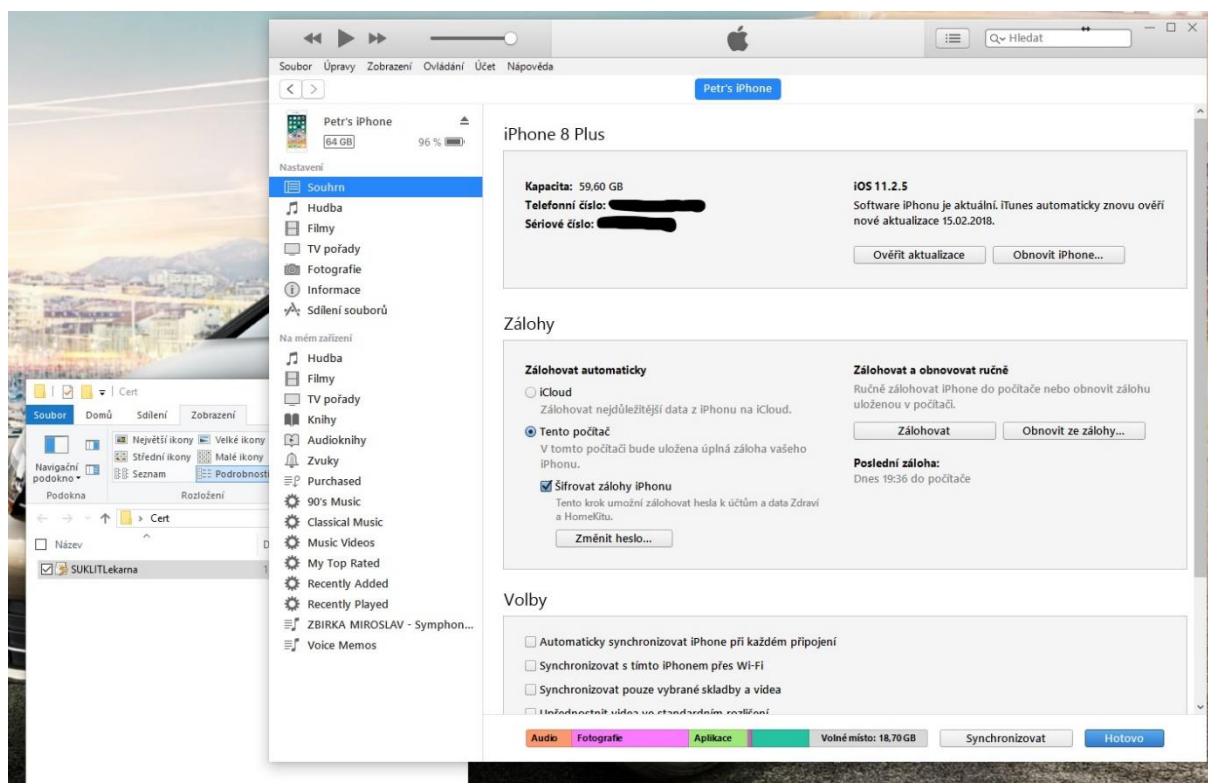 Hledat
Soubor Úpravy Zobrazení Ovládání Účet Nápověda
Petr's iPhone
Petr's iPhone
64 GB 96 %
Nastavení
Souhrn
Hudba
Filmy
TV pořady
Fotografie
Informace
Sdílení souborů
Na mém zařízení
Hudba
Filmy
TV pořady
Knihy
Audioknihy
Zvuky
Purchased
90's Music
Classical Music
Music Videos
My Top Rated
Recently Added
Recently Played
ZBIRKA MIROSLAV - Symphon...
Voice Memos
iPhone 8 Plus
Kapacita: 59,60 GB
Telefonní číslo:
Sériové číslo:
iOS 11.2.5
Software iPhonu je aktuální. iTunes automaticky znovu ověří
nové aktualizace 15.02.2018.
Ověřit aktualizace Obnovit iPhone...
Zálohy
Zálohovat automaticky
iCloud
Zálohovat nejdůležitější data z iPhonu na iCloud.
Tento počítač
V tomto počítači bude uložena úplná záloha vašeho
iPhonu.
Šifrovat zálohy iPhonu
Tento krok umožní zálohovat hesla k účtům a data Zdraví
a HomeKitu.
Změnit heslo...
Zálohovat a obnovovat ručně
Ručně zálohovat iPhone do počítače nebo obnovit zálohu
uloženou v počítači.
Zálohovat Obnovit ze zálohy...
Poslední záloha:
Dnes 19:36 do počítače
Volby
Automaticky synchronizovat iPhone při každém připojení
Synchronizovat s tímto iPhonem přes Wi-Fi
Synchronizovat pouze vybrané skladby a videa
Upřednostnit videa ve standardním rozlišení
Audio Fotografie Aplikace Volné místo: 18,70 GB Synchronizovat Hotovo
Cert
Soubor Domů Sdílení Zobrazení
Navigační
podokno
Největší ikony Velké ikony
Střední ikony Malé ikony
Seznam Podrobnosti
Podokno Rozložení
Cert
Název D
SUKLITLekarna 1